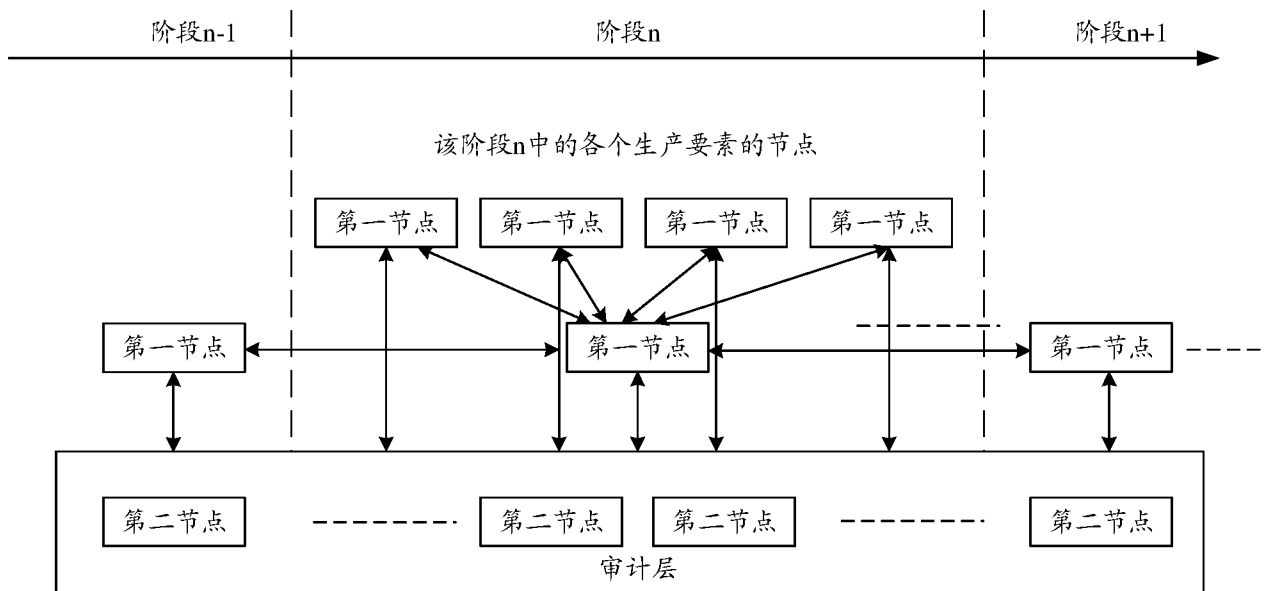 阶段n-1 阶段n 阶段n+1
该阶段n中的各个生产要素的节点
第一节点 第一节点 第一节点 第一节点
第一节点 第一节点 第一节点
第二节点 第二节点 第二节点 第二节点
审计层